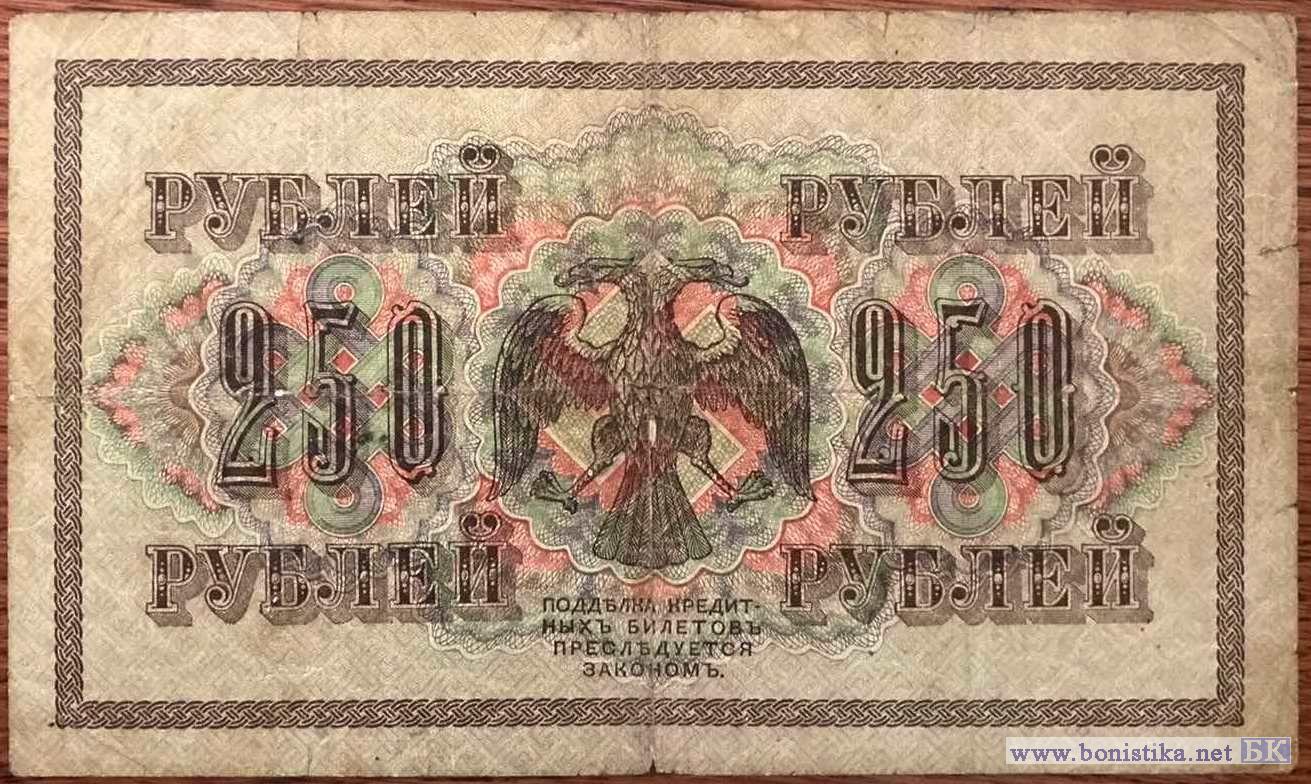 РУБЛЕЙ РУБЛЕЙ
250 250
РУБЛЕЙ РУБЛЕЙ
ПОДДѢЛКА КРЕДИТ-
НЫХЪ БИЛЕТОВЪ
ПРЕСЛѢДУЕТСЯ
ЗАКОНОМЪ.
www.bonistika.net БК